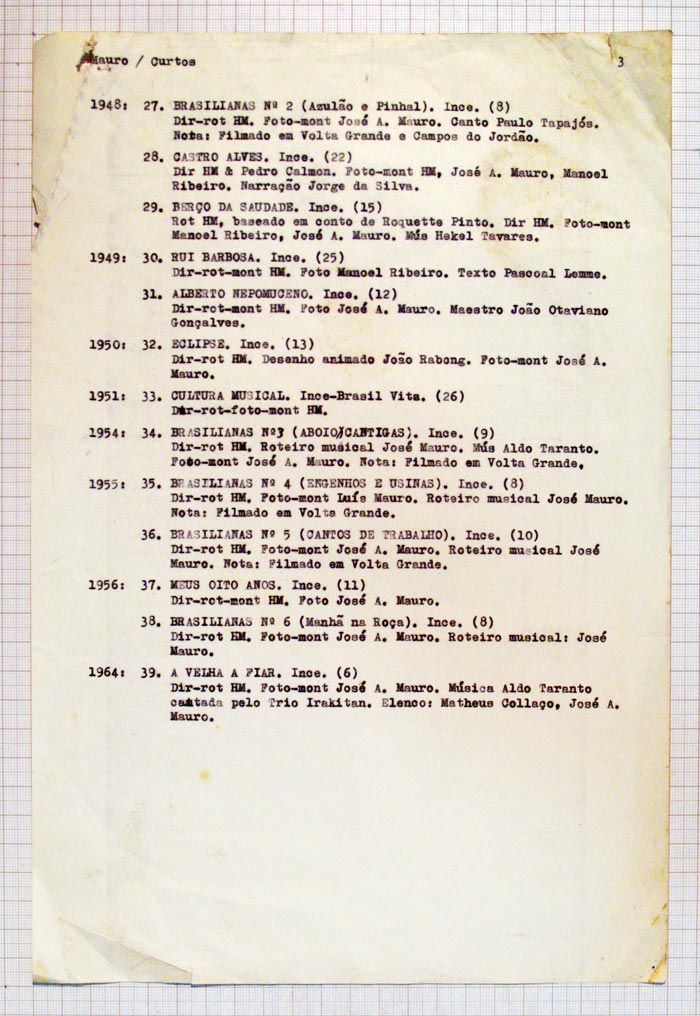 Mauro / Curtos 3
1948: 27. BRASILIANAS Nº 2 (Azulão e Pinhal). Ince. (8)
Dir-rot HM. Foto-mont José A. Mauro. Canto Paulo Tapajós.
Nota: Filmado em Volta Grande e Campos do Jordão.
28. CASTRO ALVES. Ince. (22)
Dir HM & Pedro Calmon. Foto-mont HM, José A. Mauro, Manoel
Ribeiro. Narração Jorge da Silva.
29. BERÇO DA SAUDADE. Ince. (15)
Rot HM, baseado em conto de Roquette Pinto. Dir HM. Foto-mont
Manoel Ribeiro, José A. Mauro. Mús Hekel Tavares.
1949: 30. RUI BARBOSA. Ince. (25)
Dir-rot-mont HM. Foto Manoel Ribeiro. Texto Pascoal Lemme.
31. ALBERTO NEPOMUCENO. Ince. (12)
Dir-rot-mont HM. Foto José A. Mauro. Maestro João Otaviano
Gonçalves.
1950: 32. ECLIPSE. Ince. (13)
Dir-rot HM. Desenho animado João Rabong. Foto-mont José A.
Mauro.
1951: 33. CULTURA MUSICAL. Ince-Brasil Vita. (26)
Dir-rot-foto-mont HM.
1954: 34. BRASILIANAS Nº3 (ABOIO/CANTIGAS). Ince. (9)
Dir-rot HM. Roteiro musical José Mauro. Mús Aldo Taranto.
Foto-mont José A. Mauro. Nota: Filmado em Volta Grande.
1955: 35. BRASILIANAS Nº 4 (ENGENHOS E USINAS). Ince. (8)
Dir-rot HM. Foto-mont Luís Mauro. Roteiro musical José Mauro.
Nota: Filmado em Volta Grande.
36. BRASILIANAS Nº 5 (CANTOS DE TRABALHO). Ince. (10)
Dir-rot HM. Foto-mont José A. Mauro. Roteiro musical José
Mauro. Nota: Filmado em Volta Grande.
1956: 37. MEUS OITO ANOS. Ince. (11)
Dir-rot-mont HM. Foto José A. Mauro.
38. BRASILIANAS Nº 6 (Manhã na Roça). Ince. (8)
Dir-rot HM. Foto-mont José A. Mauro. Roteiro musical: José
Mauro.
1964: 39. A VELHA A FIAR. Ince. (6)
Dir-rot HM. Foto-mont José A. Mauro. Música Aldo Taranto
cantada pelo Trio Irakitan. Elenco: Matheus Collaço, José A.
Mauro.